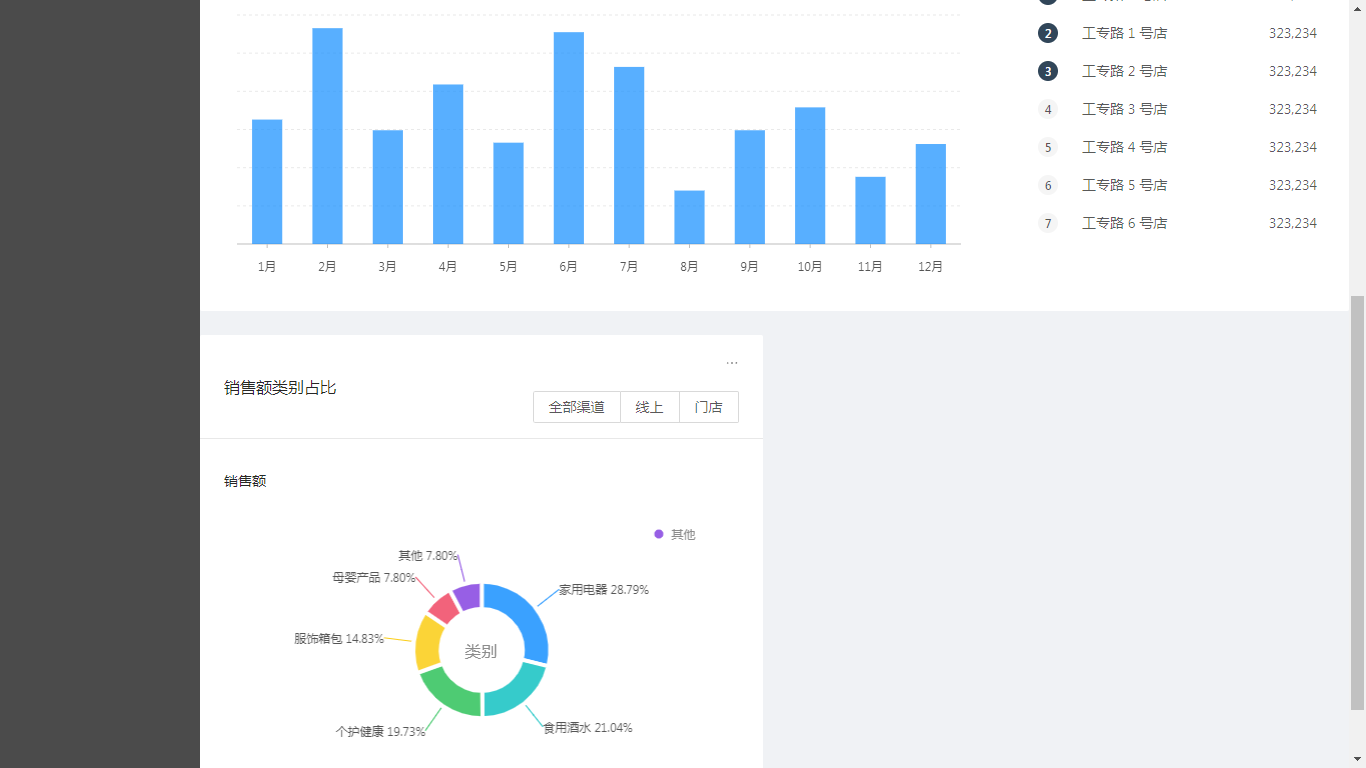 2 工专路 1 号店 323,234
3 工专路 2 号店 323,234
4 工专路 3 号店 323,234
5 工专路 4 号店 323,234
6 工专路 5 号店 323,234
7 工专路 6 号店 323,234
1月 2月 3月 4月 5月 6月 7月 8月 9月 10月 11月 12月
...
销售额类别占比
全部渠道 线上 门店
销售额
其他
其他 7.80%
母婴产品 7.80%
家用电器 28.79%
服饰箱包 14.83%
类别
食用酒水 21.04%
个护健康 19.73%